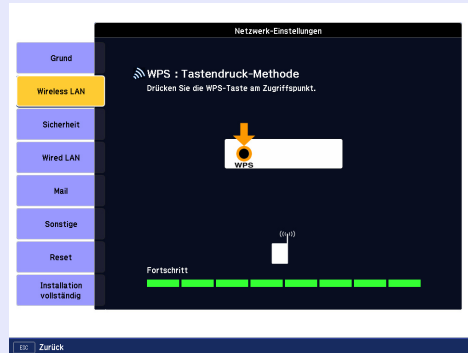 Netzwerk-Einstellungen
Grund
Wireless LAN
Sicherheit
Wired LAN
Mail
Sonstige
Reset
Installation
vollständig
WPS : Tastendruck-Methode
Drücken Sie die WPS-Taste am Zugriffspunkt.
WPS
Fortschritt
ESC Zurück